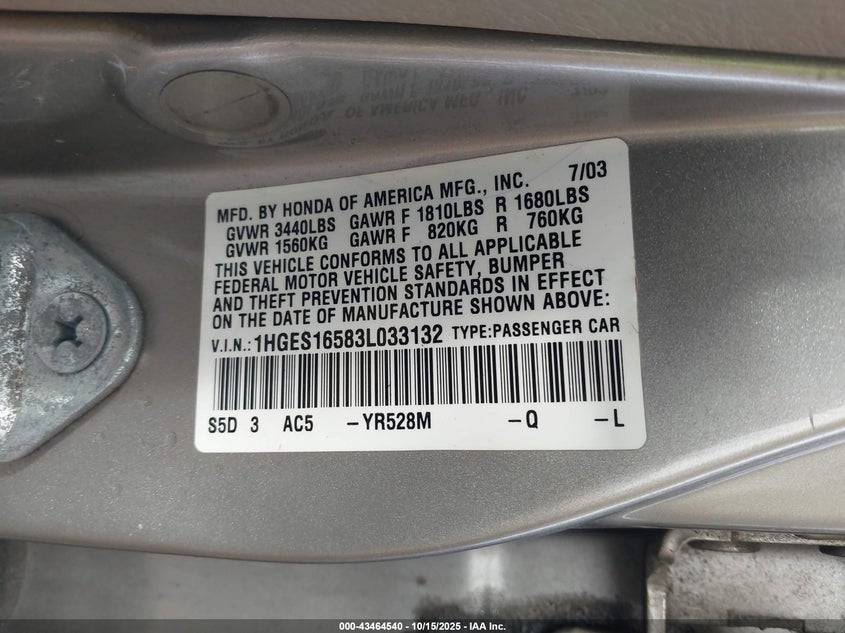 MFD. BY HONDA OF AMERICA MFG., INC. 7/03
GVWR 3440LBS GAWR F 1810LBS R 1680LBS
GVWR 1560KG GAWR F 820KG R 760KG
THIS VEHICLE CONFORMS TO ALL APPLICABLE
FEDERAL MOTOR VEHICLE SAFETY, BUMPER
AND THEFT PREVENTION STANDARDS IN EFFECT
ON THE DATE OF MANUFACTURE SHOWN ABOVE:
V.I.N.:1HGES16583L033132 TYPE:PASSENGER CAR
S5D 3 AC5 -YR528M -Q -L
000-43464540 - 10/15/2025 - IAA Inc.